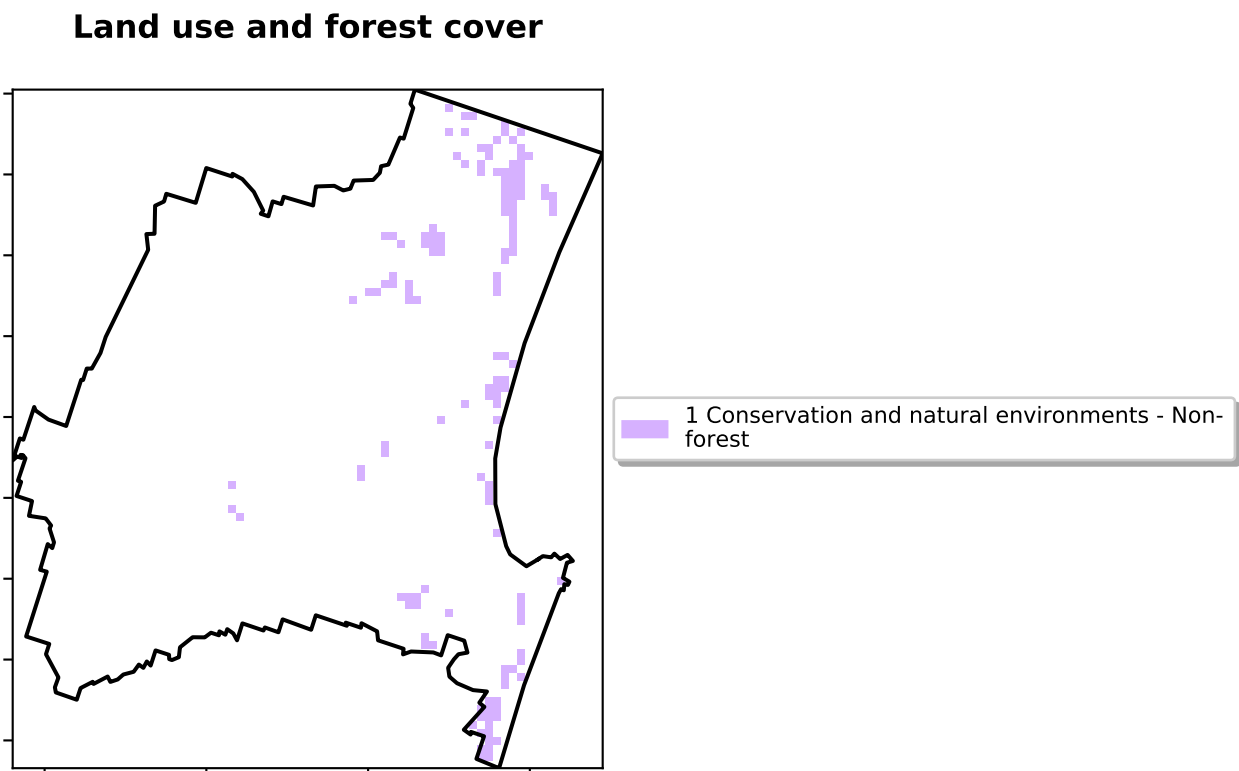 Land use and forest cover
1 Conservation and natural environments - Non-
forest